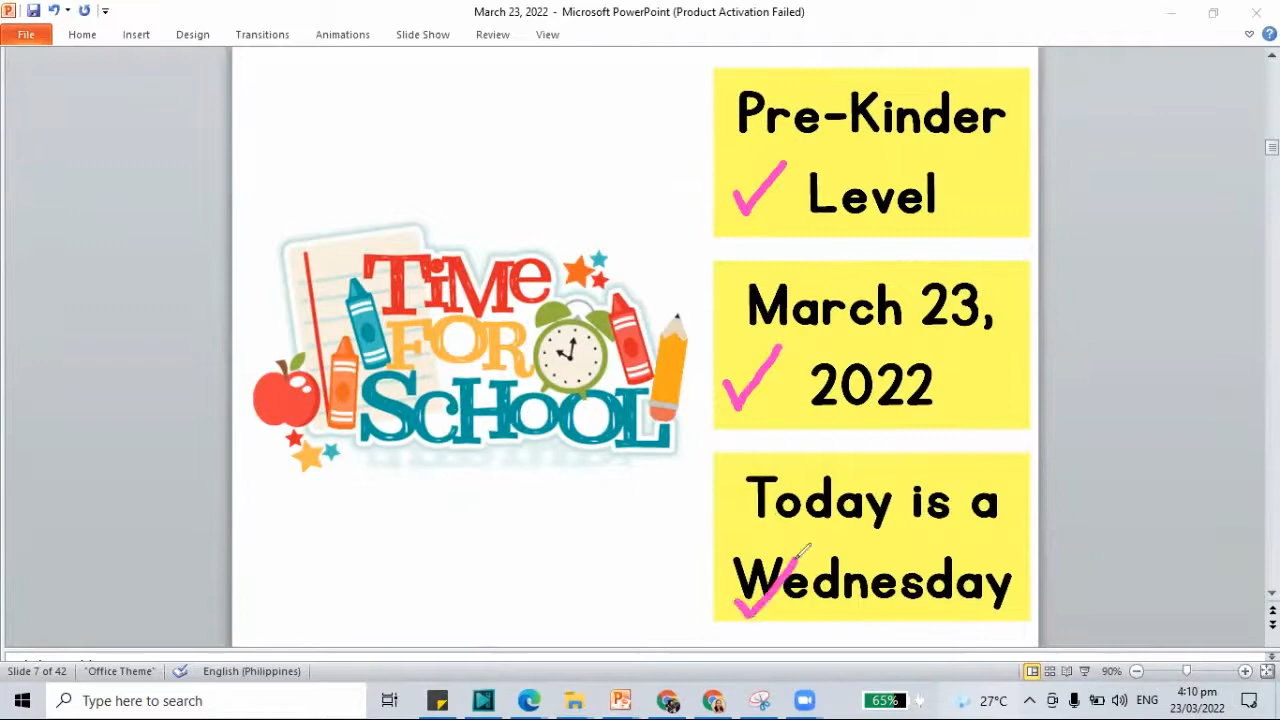 March 23, 2022 - Microsoft PowerPoint (Product Activation Failed)
File Home Insert Design Transitions Animations Slide Show Review View
Pre-Kinder
Level
TiMe
FOR
ScHooL
March 23,
2022
Today is a
Wednesday
Slide 7 of 42 "Office Theme" English (Philippines) 90%
Type here to search 65% 27°C ENG 4:10 pm
23/03/2022